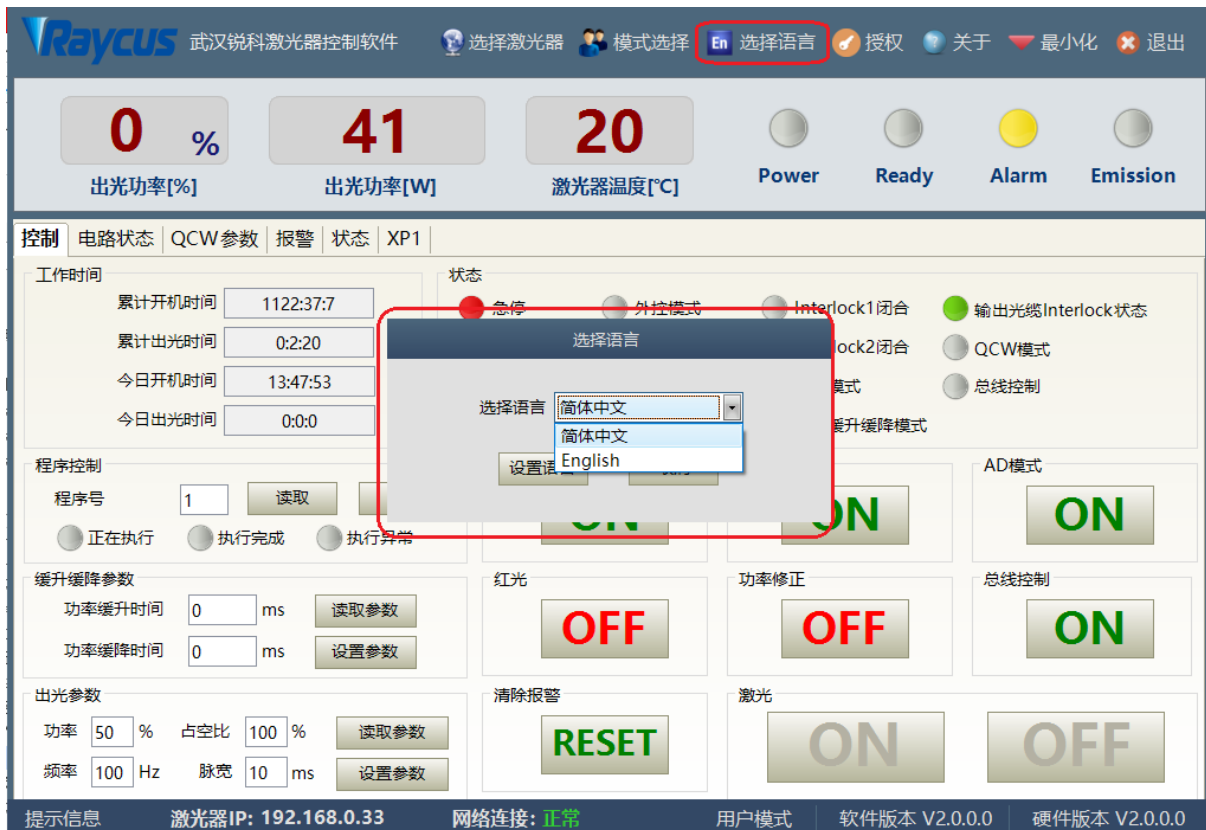 Raycus 武汉锐科激光器控制软件 选择激光器 模式选择 En 选择语言 授权 关于 最小化 退出
0 % 41 20
出光功率[%] 出光功率[W] 激光器温度[℃] Power Ready Alarm Emission
控制 电路状态 QCW参数 报警 状态 XP1
工作时间 状态
累计开机时间 1122:37:7 急停 外控模式 Interlock1闭合 输出光缆Interlock状态
选择语言
累计出光时间 0:2:20 ock2闭合 QCW模式
今日开机时间 13:47:53 模式 总线控制
选择语言 简体中文
今日出光时间 0:0:0 缓升缓降模式
简体中文
English
设置语
程序控制 AD模式
程序号 1 读取
ON ON ON
正在执行 执行完成 执行异常
缓升缓降参数 红光 功率修正 总线控制
功率缓升时间 0 ms 读取参数
OFF OFF ON
功率缓降时间 0 ms 设置参数
出光参数 清除报警 激光
功率 50 % 占空比 100 % 读取参数
RESET ON OFF
频率 100 Hz 脉宽 10 ms 设置参数
提示信息 激光器IP: 192.168.0.33 网络连接: 正常 用户模式 软件版本 V2.0.0.0 硬件版本 V2.0.0.0